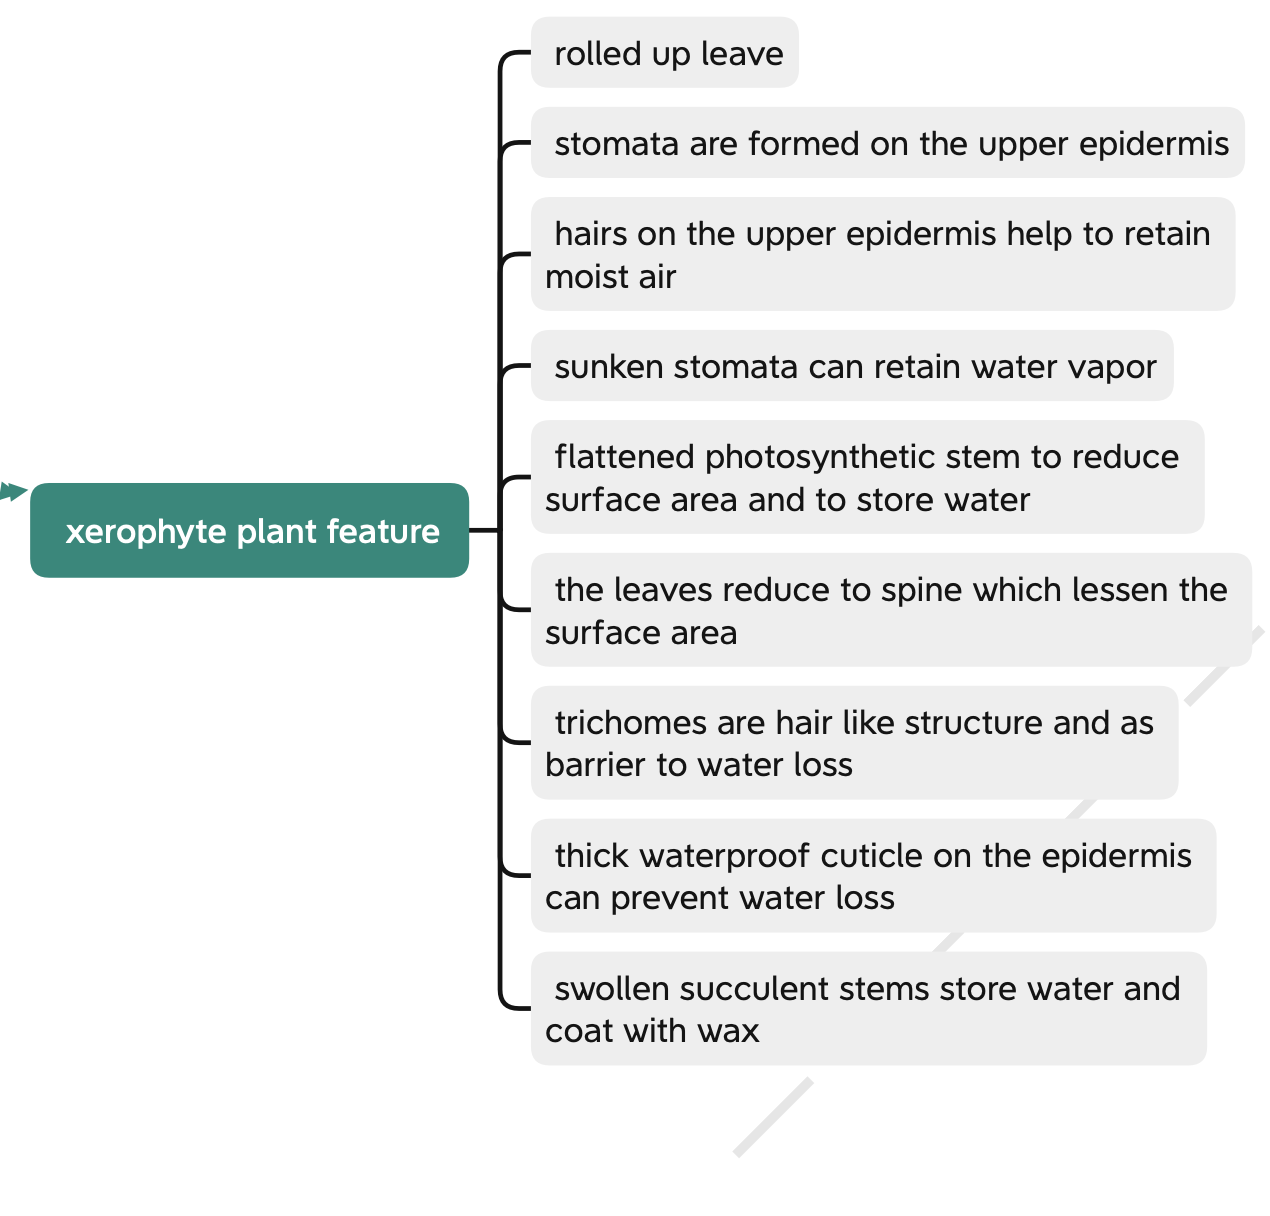 rolled up leave
stomata are formed on the upper epidermis
hairs on the upper epidermis help to retain
moist air
sunken stomata can retain water vapor
flattened photosynthetic stem to reduce
surface area and to store water
xerophyte plant feature
the leaves reduce to spine which lessen the
surface area
trichomes are hair like structure and as
barrier to water loss
thick waterproof cuticle on the epidermis
can prevent water loss
swollen succulent stems store water and
coat with wax